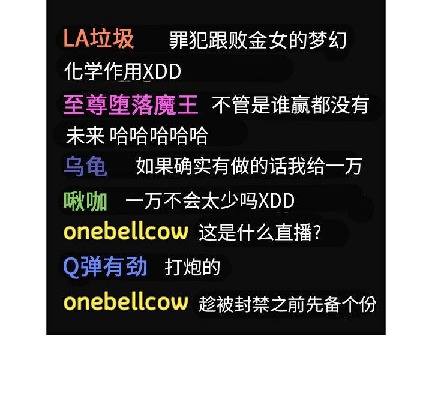 LA垃圾 罪犯跟败金女的梦幻
化学作用XDD
至尊堕落魔王 不管是谁赢都没有
未来 哈哈哈哈哈
乌龟 如果确实有做的话我给一万
啾咖 一万不会太少吗XDD
onebellcow 这是什么直播?
Q弹有劲 打炮的
onebellcow 趁被封禁之前先备个份